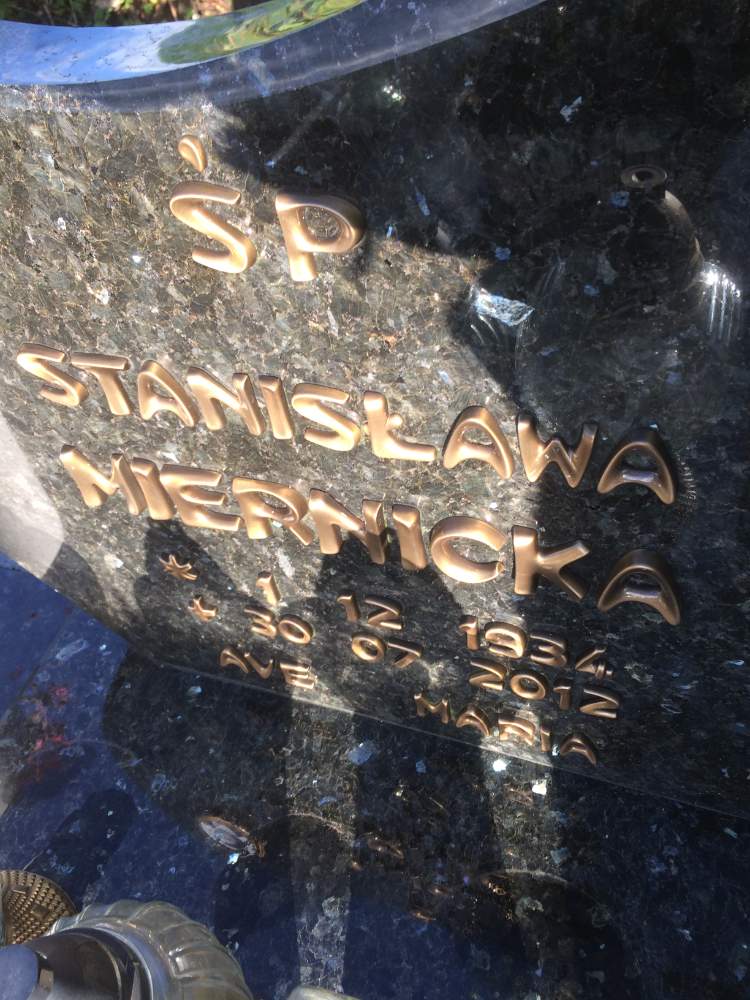 ŚP
STANISŁAWA
MIERNICKA
* 1 12 1934
+ 30 07 2012
AVE MARIA